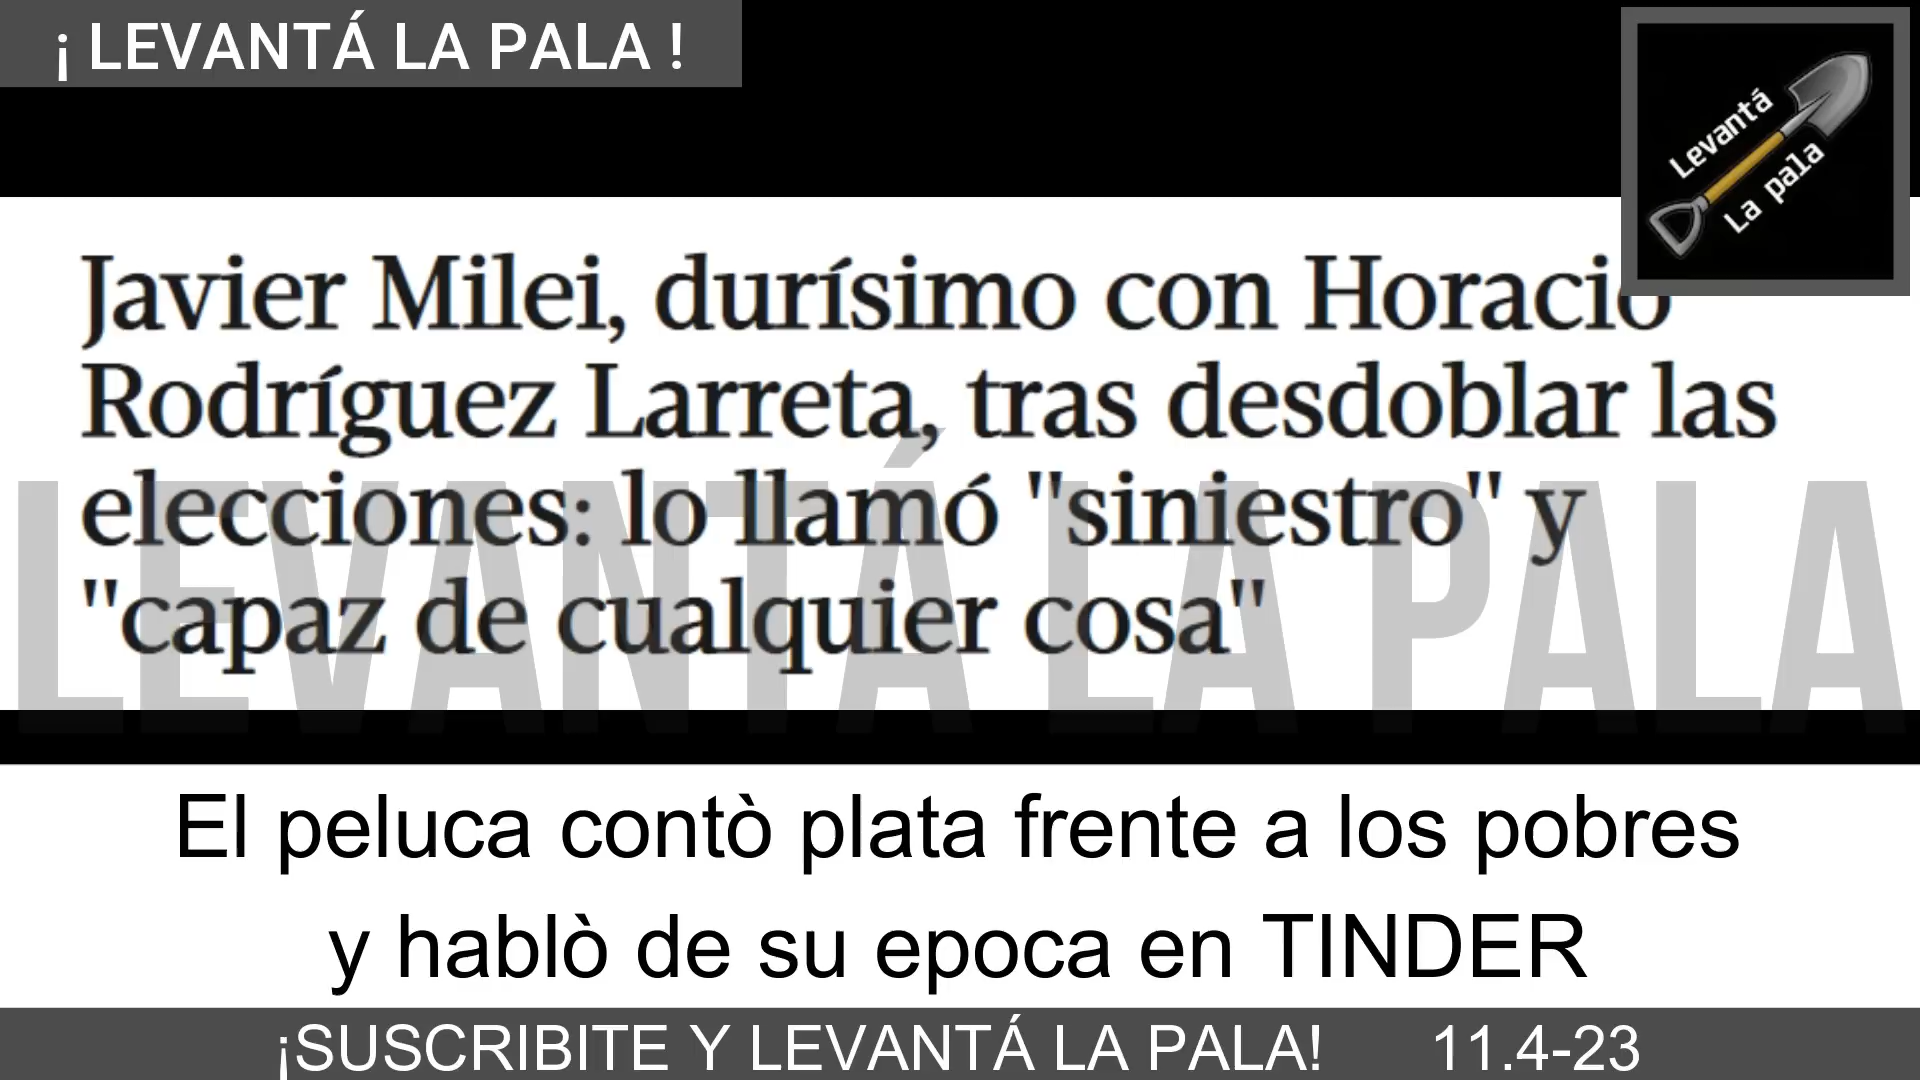 ¡ LEVANTÁ LA PALA !
Levantá
La pala
Javier Milei, durísimo con Horacio
Rodríguez Larreta, tras desdoblar las
elecciones: lo llamó "siniestro" y
"capaz de cualquier cosa"
LEVANTÁ LA PALA
El peluca contò plata frente a los pobres
y hablò de su epoca en TINDER
¡SUSCRIBITE Y LEVANTÁ LA PALA! 11.4-23